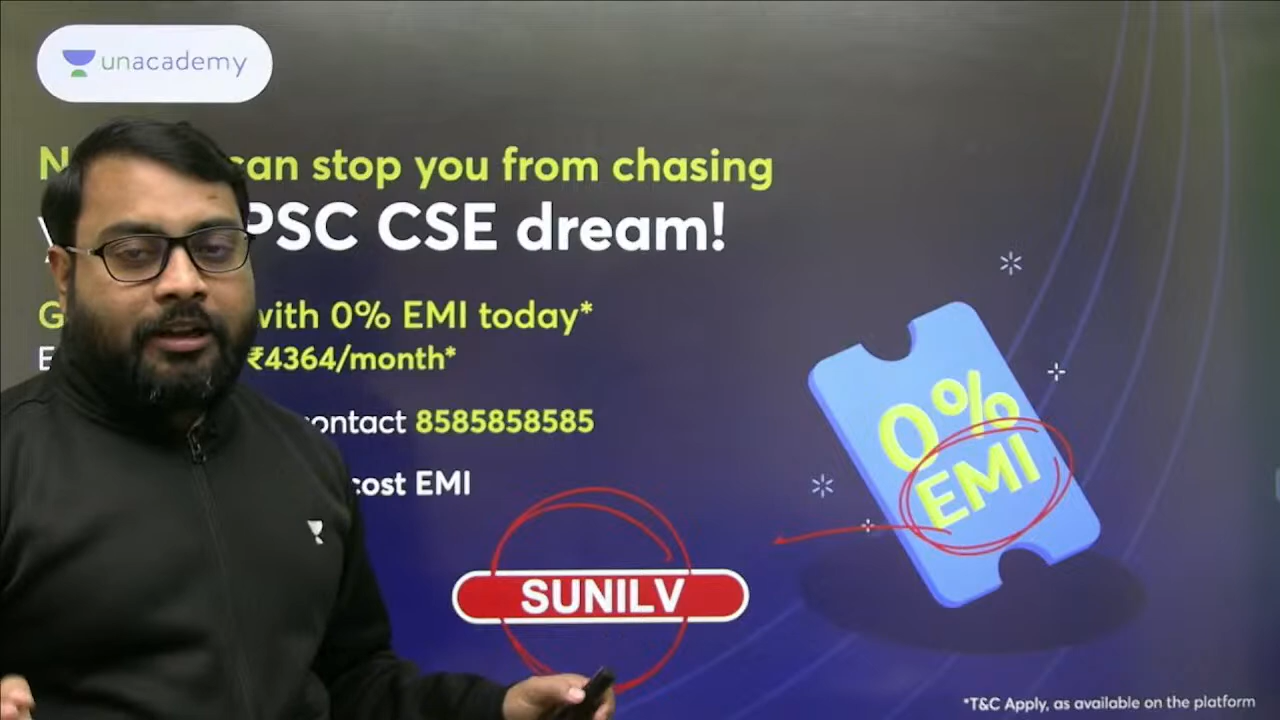 unacademy
can stop you from chasing
PSC CSE dream!
with 0% EMI today*
₹4364/month*
contact 8585858585
cost EMI
0%
EMI
SUNILV
*T&C Apply, as available on the platform